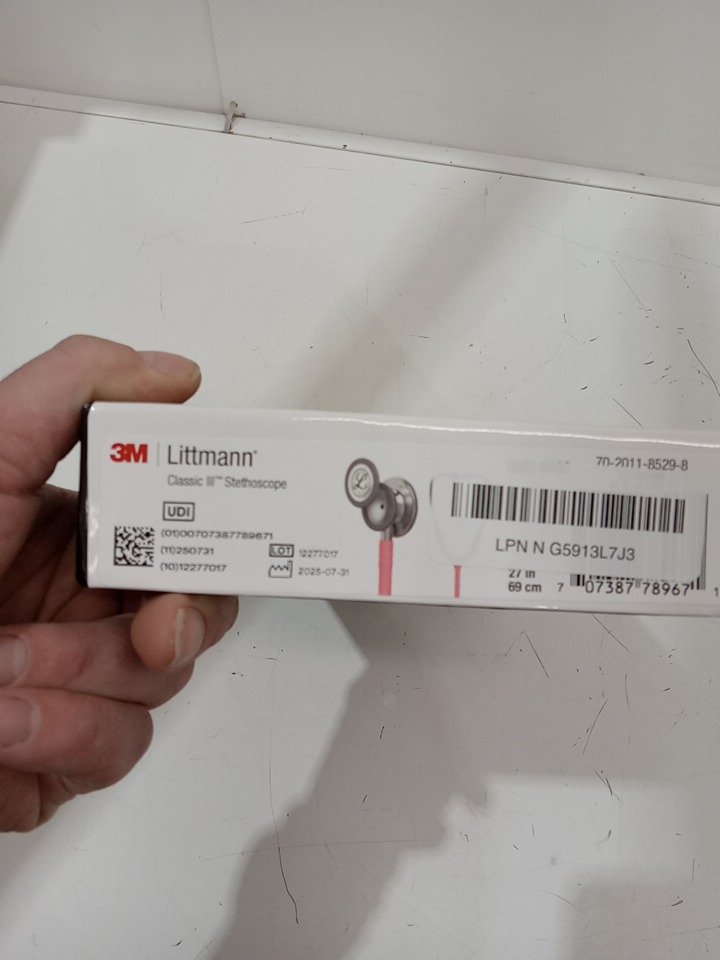 3M Littmann®
Classic III™ Stethoscope
70-2011-8529-8
UDI
(01)00707387789671
(11)250731
(10)12277017
LOT 12277017
2025-07-31
LPN N G5913L7J3
27 in
69 cm
7 07387 78967 1
L